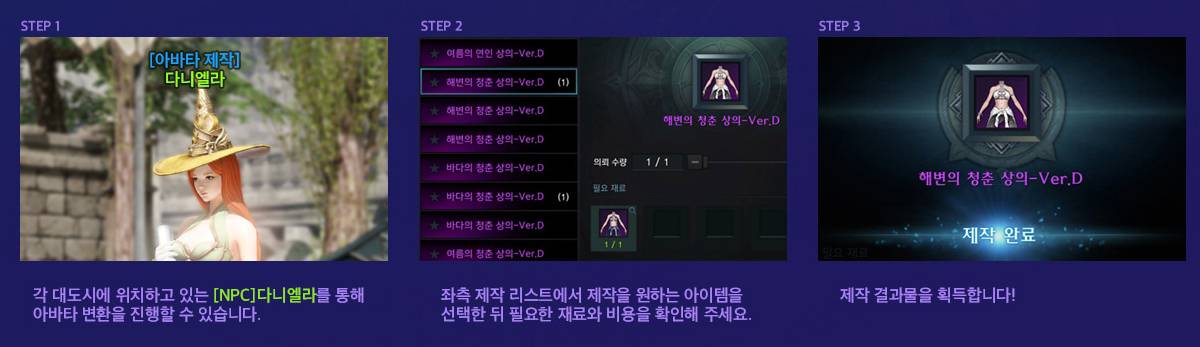 STEP 1
[아바타 제작]
다니엘라
각 대도시에 위치하고 있는 [NPC]다니엘라를 통해
아바타 변환을 진행할 수 있습니다.
STEP 2
여름의 연인 상의-Ver.D
해변의 청춘 상의-Ver.D (1)
해변의 청춘 상의-Ver.D
해변의 청춘 상의-Ver.D
바다의 청춘 상의-Ver.D
바다의 청춘 상의-Ver.D (1)
바다의 청춘 상의-Ver.D
여름의 청춘 상의-Ver.D
해변의 청춘 상의-Ver.D
의뢰 수량 1 / 1
필요 재료
1 / 1
좌측 제작 리스트에서 제작을 원하는 아이템을
선택한 뒤 필요한 재료와 비용을 확인해 주세요.
STEP 3
해변의 청춘 상의-Ver.D
제작 완료
필요 재료
제작 결과물을 획득합니다!